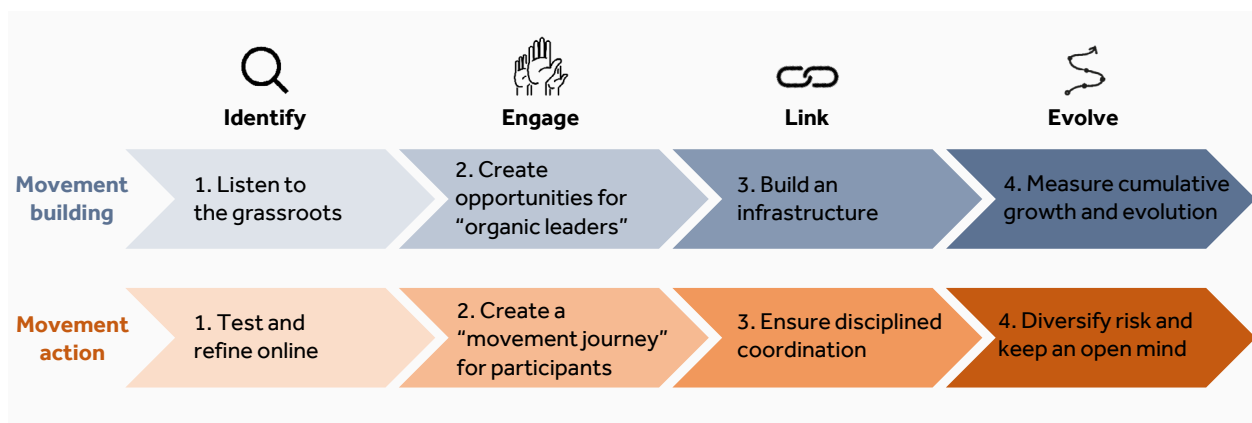 Identify
Engage
Link
Evolve
Movement
building
1. Listen to
the grassroots
2. Create
opportunities for
“organic leaders”
3. Build an
infrastructure
4. Measure cumulative
growth and evolution
Movement
action
1. Test and
refine online
2. Create a
“movement journey”
for participants
3. Ensure disciplined
coordination
4. Diversify risk and
keep an open mind